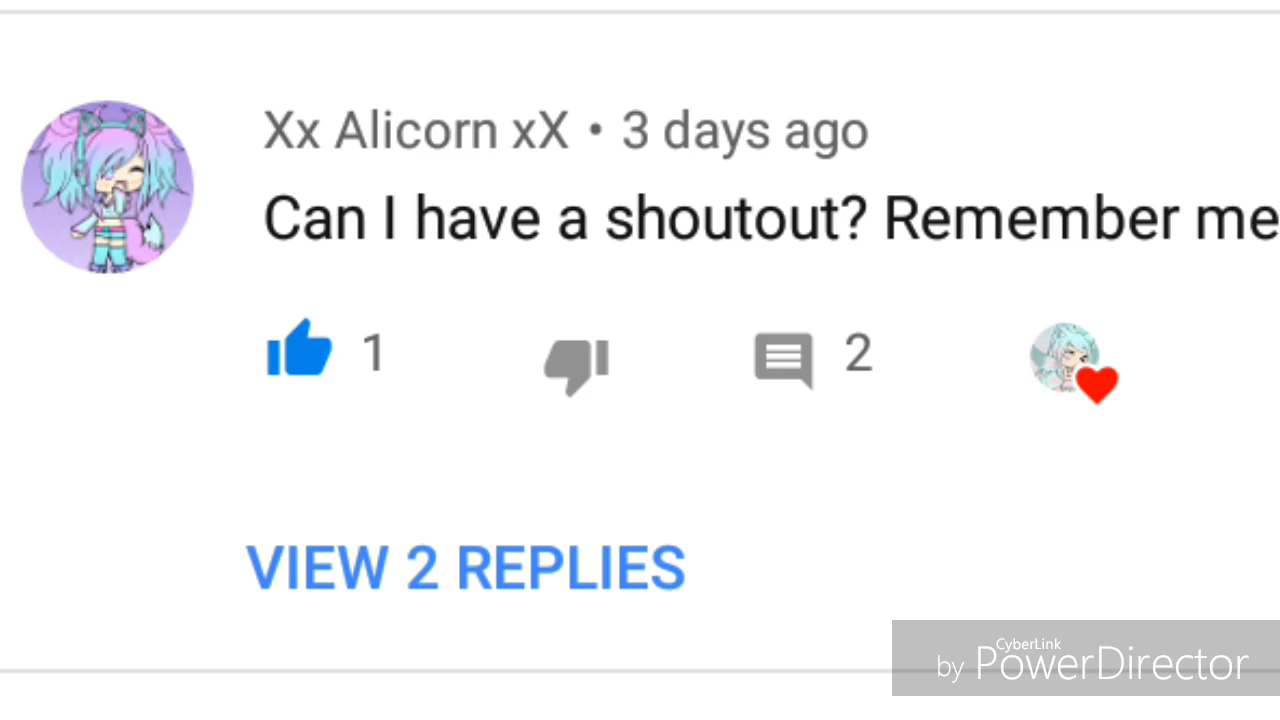 Xx Alicorn xX • 3 days ago
Can I have a shoutout? Remember me
1
2
VIEW 2 REPLIES
CyberLink
by PowerDirector